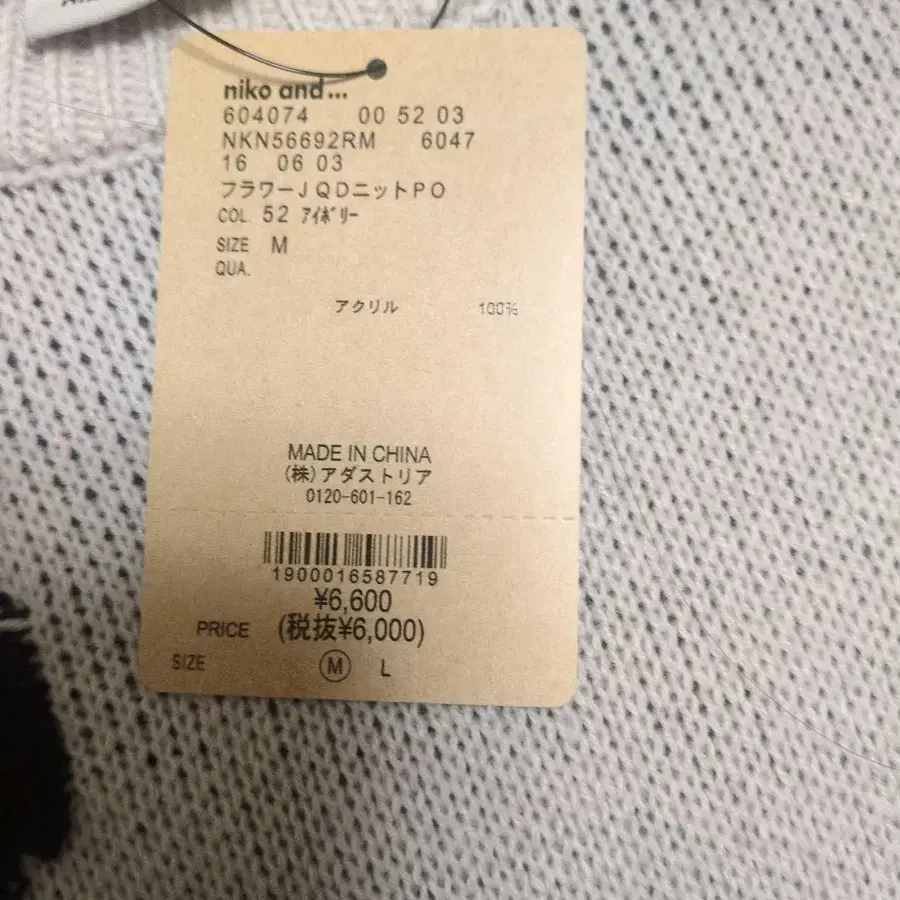 niko and...
604074 00 52 03
NKN56692RM 6047
16 06 03
フラワーJQDニットPO
COL. 52 ｱｲﾎﾞﾘｰ
SIZE M
QUA.
アクリル 100%
MADE IN CHINA
(株)アダストリア
0120-601-162
1900016587719
¥6,600
PRICE (税抜¥6,000)
SIZE M L